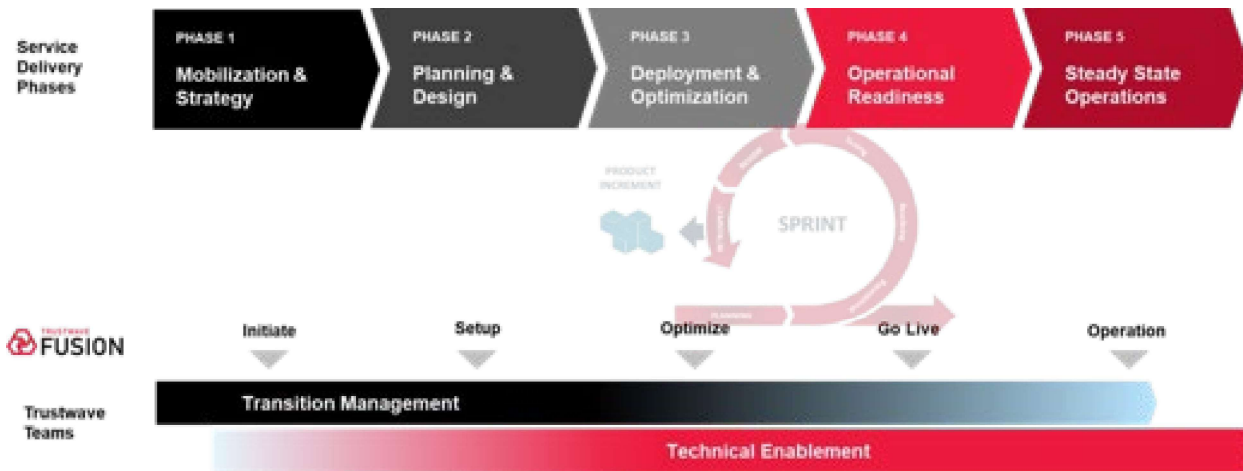 Service
Delivery
Phases
PHASE 1
Mobilization &
Strategy
PHASE 2
Planning &
Design
PHASE 3
Deployment &
Optimization
PHASE 4
Operational
Readiness
PHASE 5
Steady State
Operations
PRODUCT
INCREMENT
SPRINT
PLANNING
TRUSTWAVE
FUSION
Initiate
Setup
Optimize
Go Live
Operation
Trustwave
Teams
Transition Management
Technical Enablement